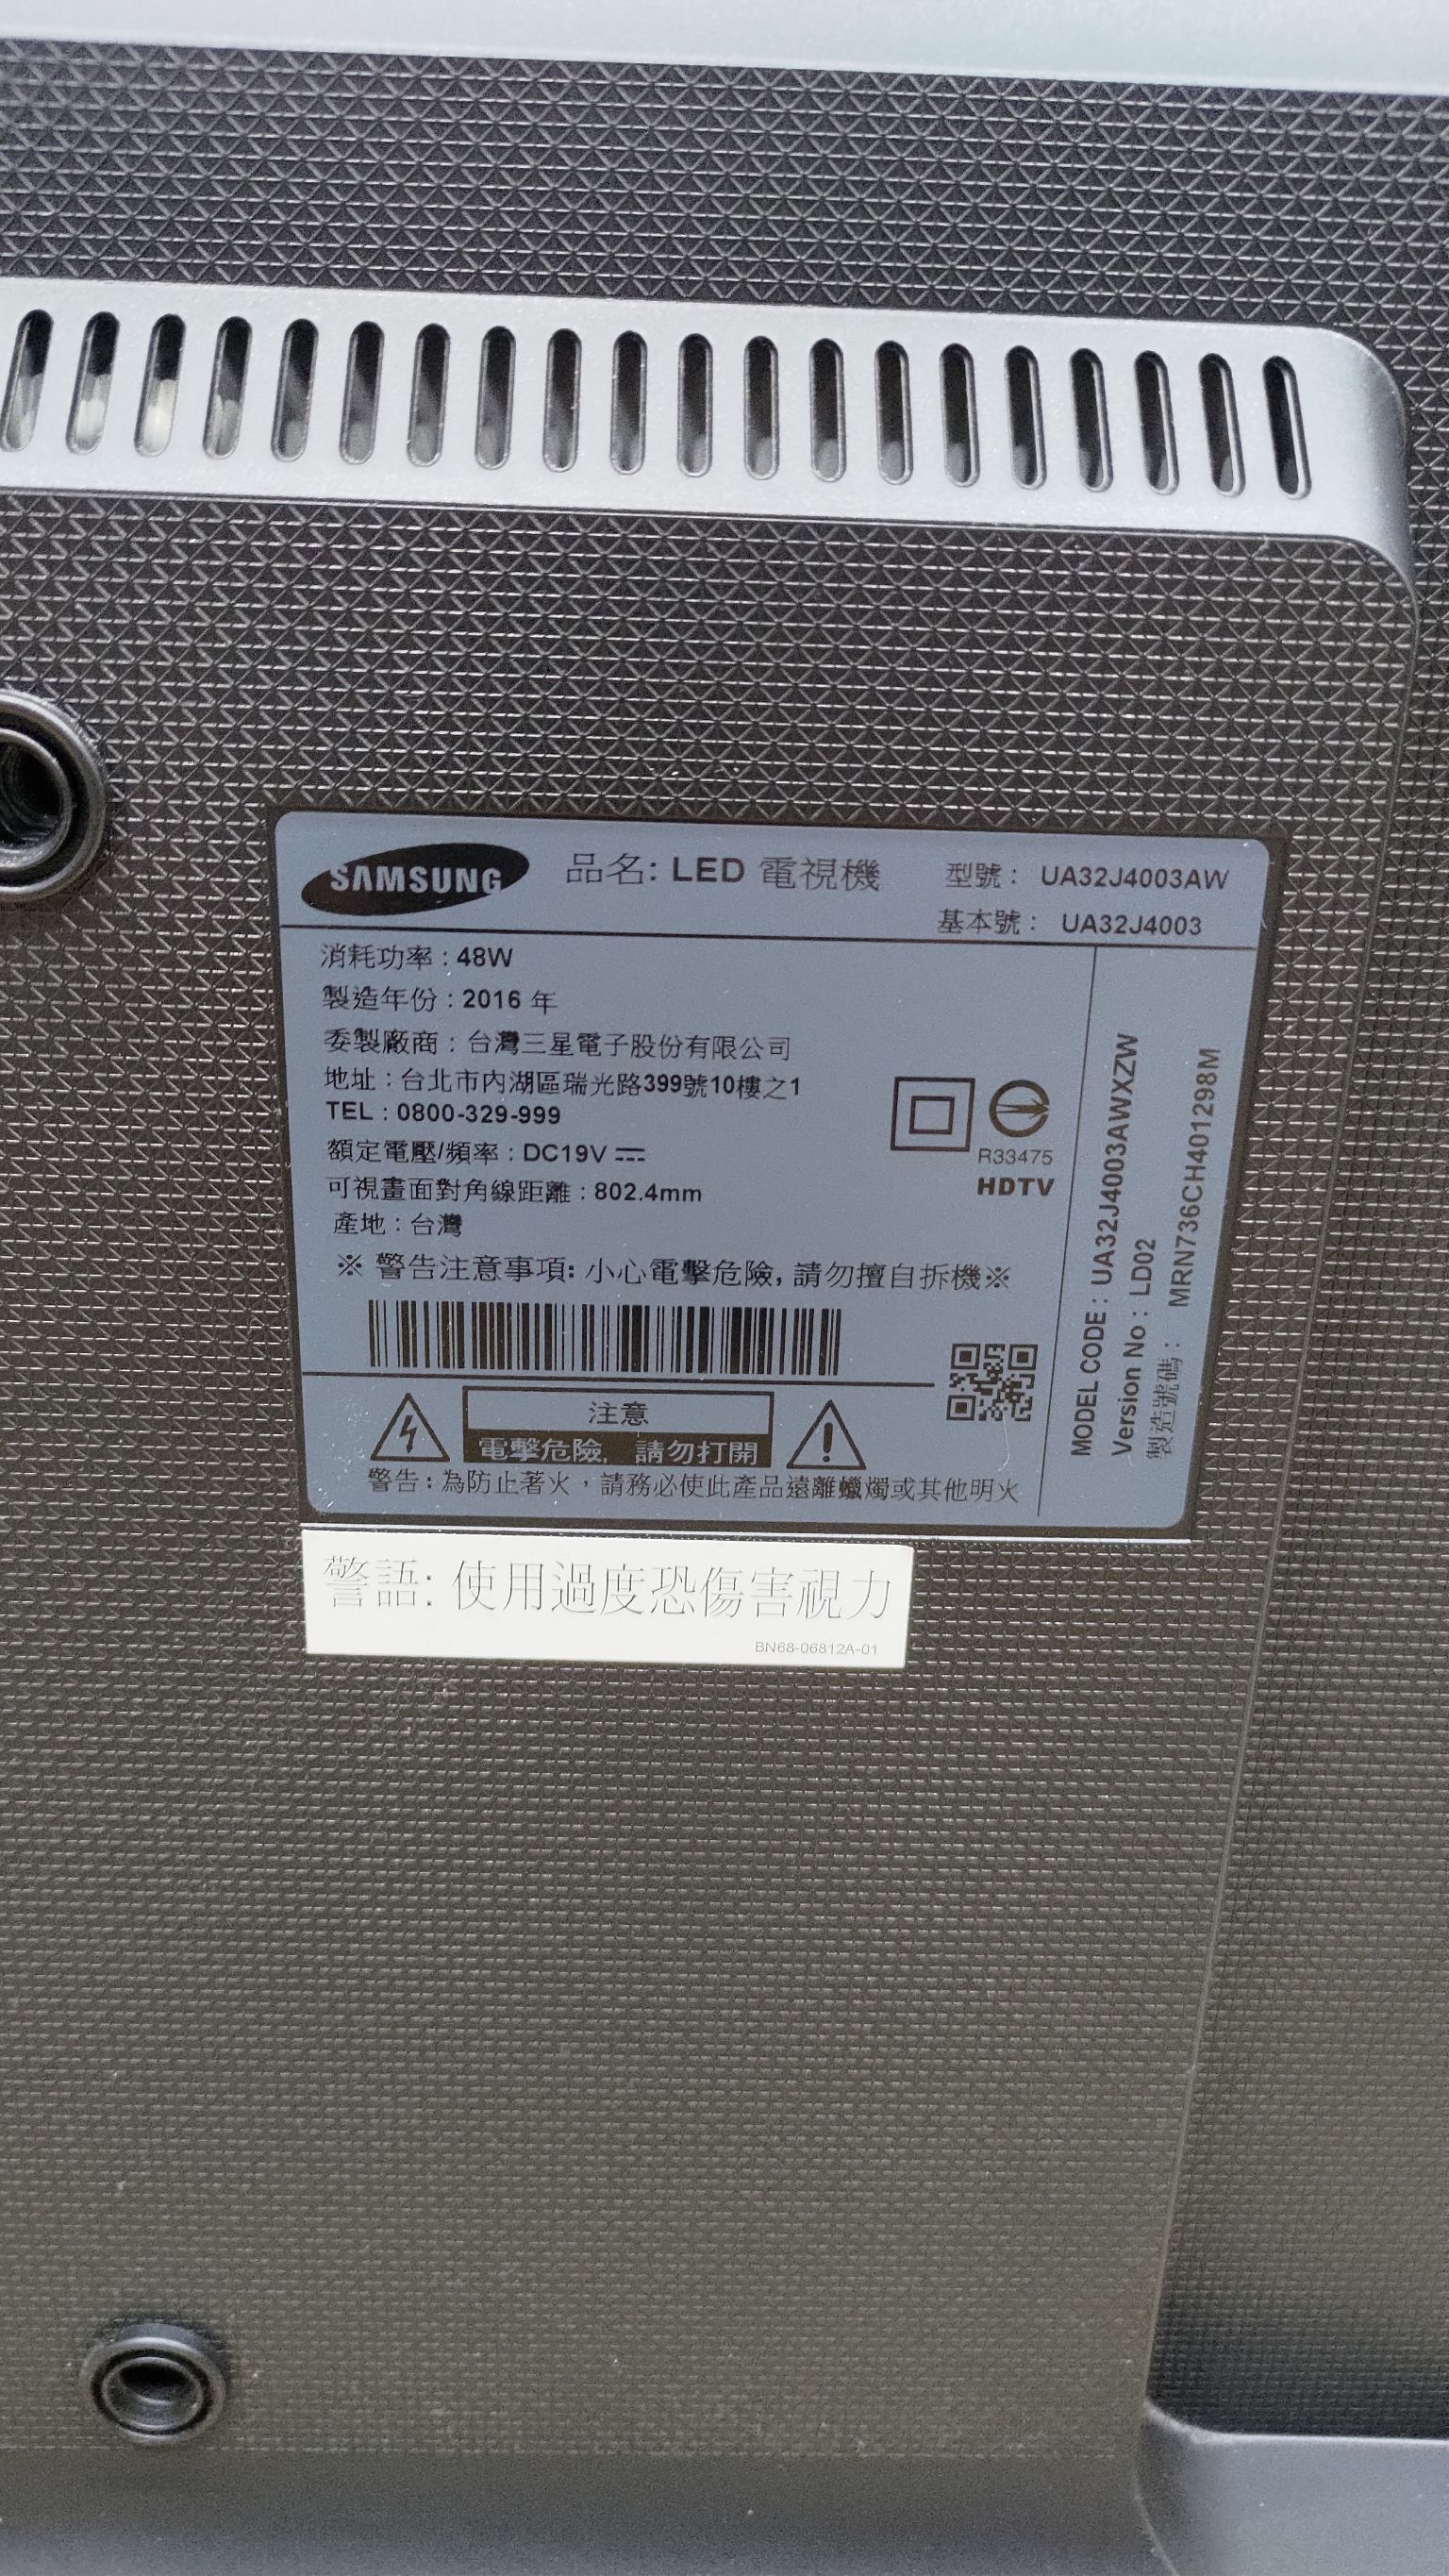 SAMSUNG
品名: LED 電視機
型號： UA32J4003AW
基本號： UA32J4003
消耗功率 : 48W
製造年份 : 2016 年
委製廠商 : 台灣三星電子股份有限公司
地址 : 台北市內湖區瑞光路399號10樓之1
TEL : 0800-329-999
額定電壓/頻率 : DC19V
可視畫面對角線距離 : 802.4mm
產地 : 台灣
R33475
HDTV
※ 警告注意事項: 小心電擊危險, 請勿擅自拆機※
注意
電擊危險, 請勿打開
警告 : 為防止著火，請務必使此產品遠離蠟燭或其他明火
MODEL CODE : UA32J4003AWXZW
Version No : LD02
製造號碼： MRN736CH401298M
警語: 使用過度恐傷害視力
BN68-06812A-01